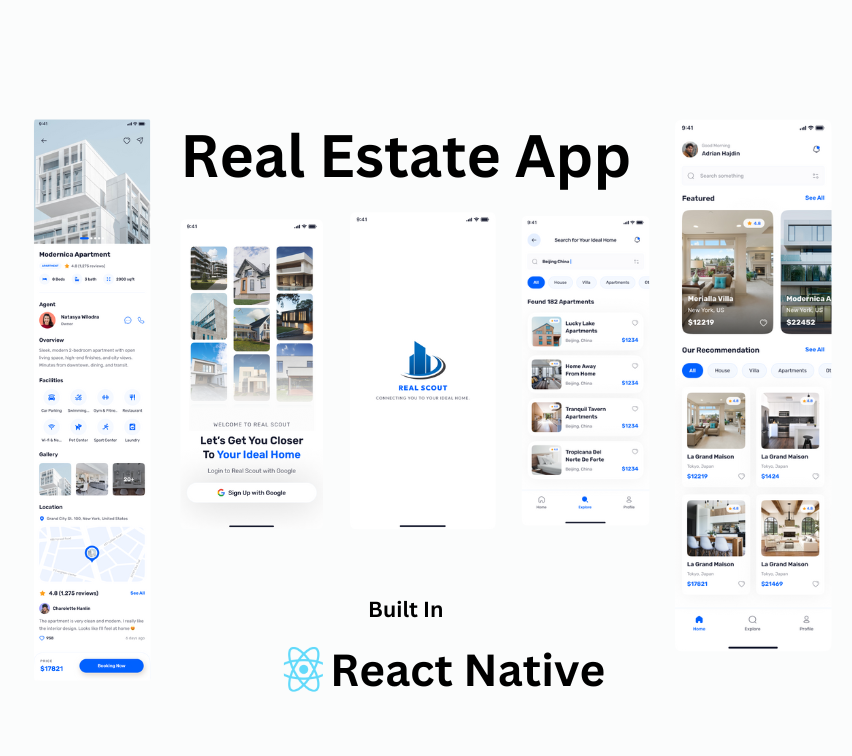 Real Estate App
9:41
Modernica Apartment
APARTMENT
4.8 (1.275 reviews)
8 Beds
3 bath
2000 sqft
Agent
Natasya Wilodra
Owner
Overview
Sleek, modern 2-bedroom apartment with open
living space, high-end finishes, and city views.
Minutes from downtown, dining, and transit.
Facilities
Car Parking
Swimming...
Gym & Fitne..
Restaurant
Wi-fi & Ne..
Pet Center
Sport Center
Laundry
Gallery
20+
Location
Grand City St. 100, New York, United States
4.8 (1.275 reviews)
See All
Charolette Hanlin
The apartment is very clean and modern. I really like
the interior design. Looks like I'll feel at home
6 days ago
PRICE
$17821
Booking Now
9:41
WELCOME TO REAL SCOUT
Let's Get You Closer
To Your Ideal Home
Login to Real Scout with Google
Sign Up with Google
9:41
REAL SCOUT
CONNECTING YOU TO YOUR IDEAL HOME.
9:41
Search for Your Ideal Home
Beijing China
All
House
Villa
Apartments
Found 182 Apartments
Lucky Lake
Apartments
Beijing, China
$1234
Home Away
From Home
Beijing, China
$1234
Tranquil Tavern
Apartments
Beijing, China
$1234
Tropicana Del
Norte De Forte
Beijing, China
$1234
Home
Explore
Profile
9:41
Good Morning
Adrian Hajdin
Search something
Featured
See All
4.8
Merialla Villa
New York, US
$12219
Modernica A
New York, US
$22452
Our Recommendation
See All
All
House
Villa
Apartments
Ot
4.8
La Grand Maison
Tokyo, Japan
$12219
4.8
La Grand Maison
Tokyo, Japan
$1424
4.8
La Grand Maison
Tokyo, Japan
$17821
4.8
La Grand Maison
Tokyo, Japan
$21469
Home
Explore
Profile
Built In
React Native